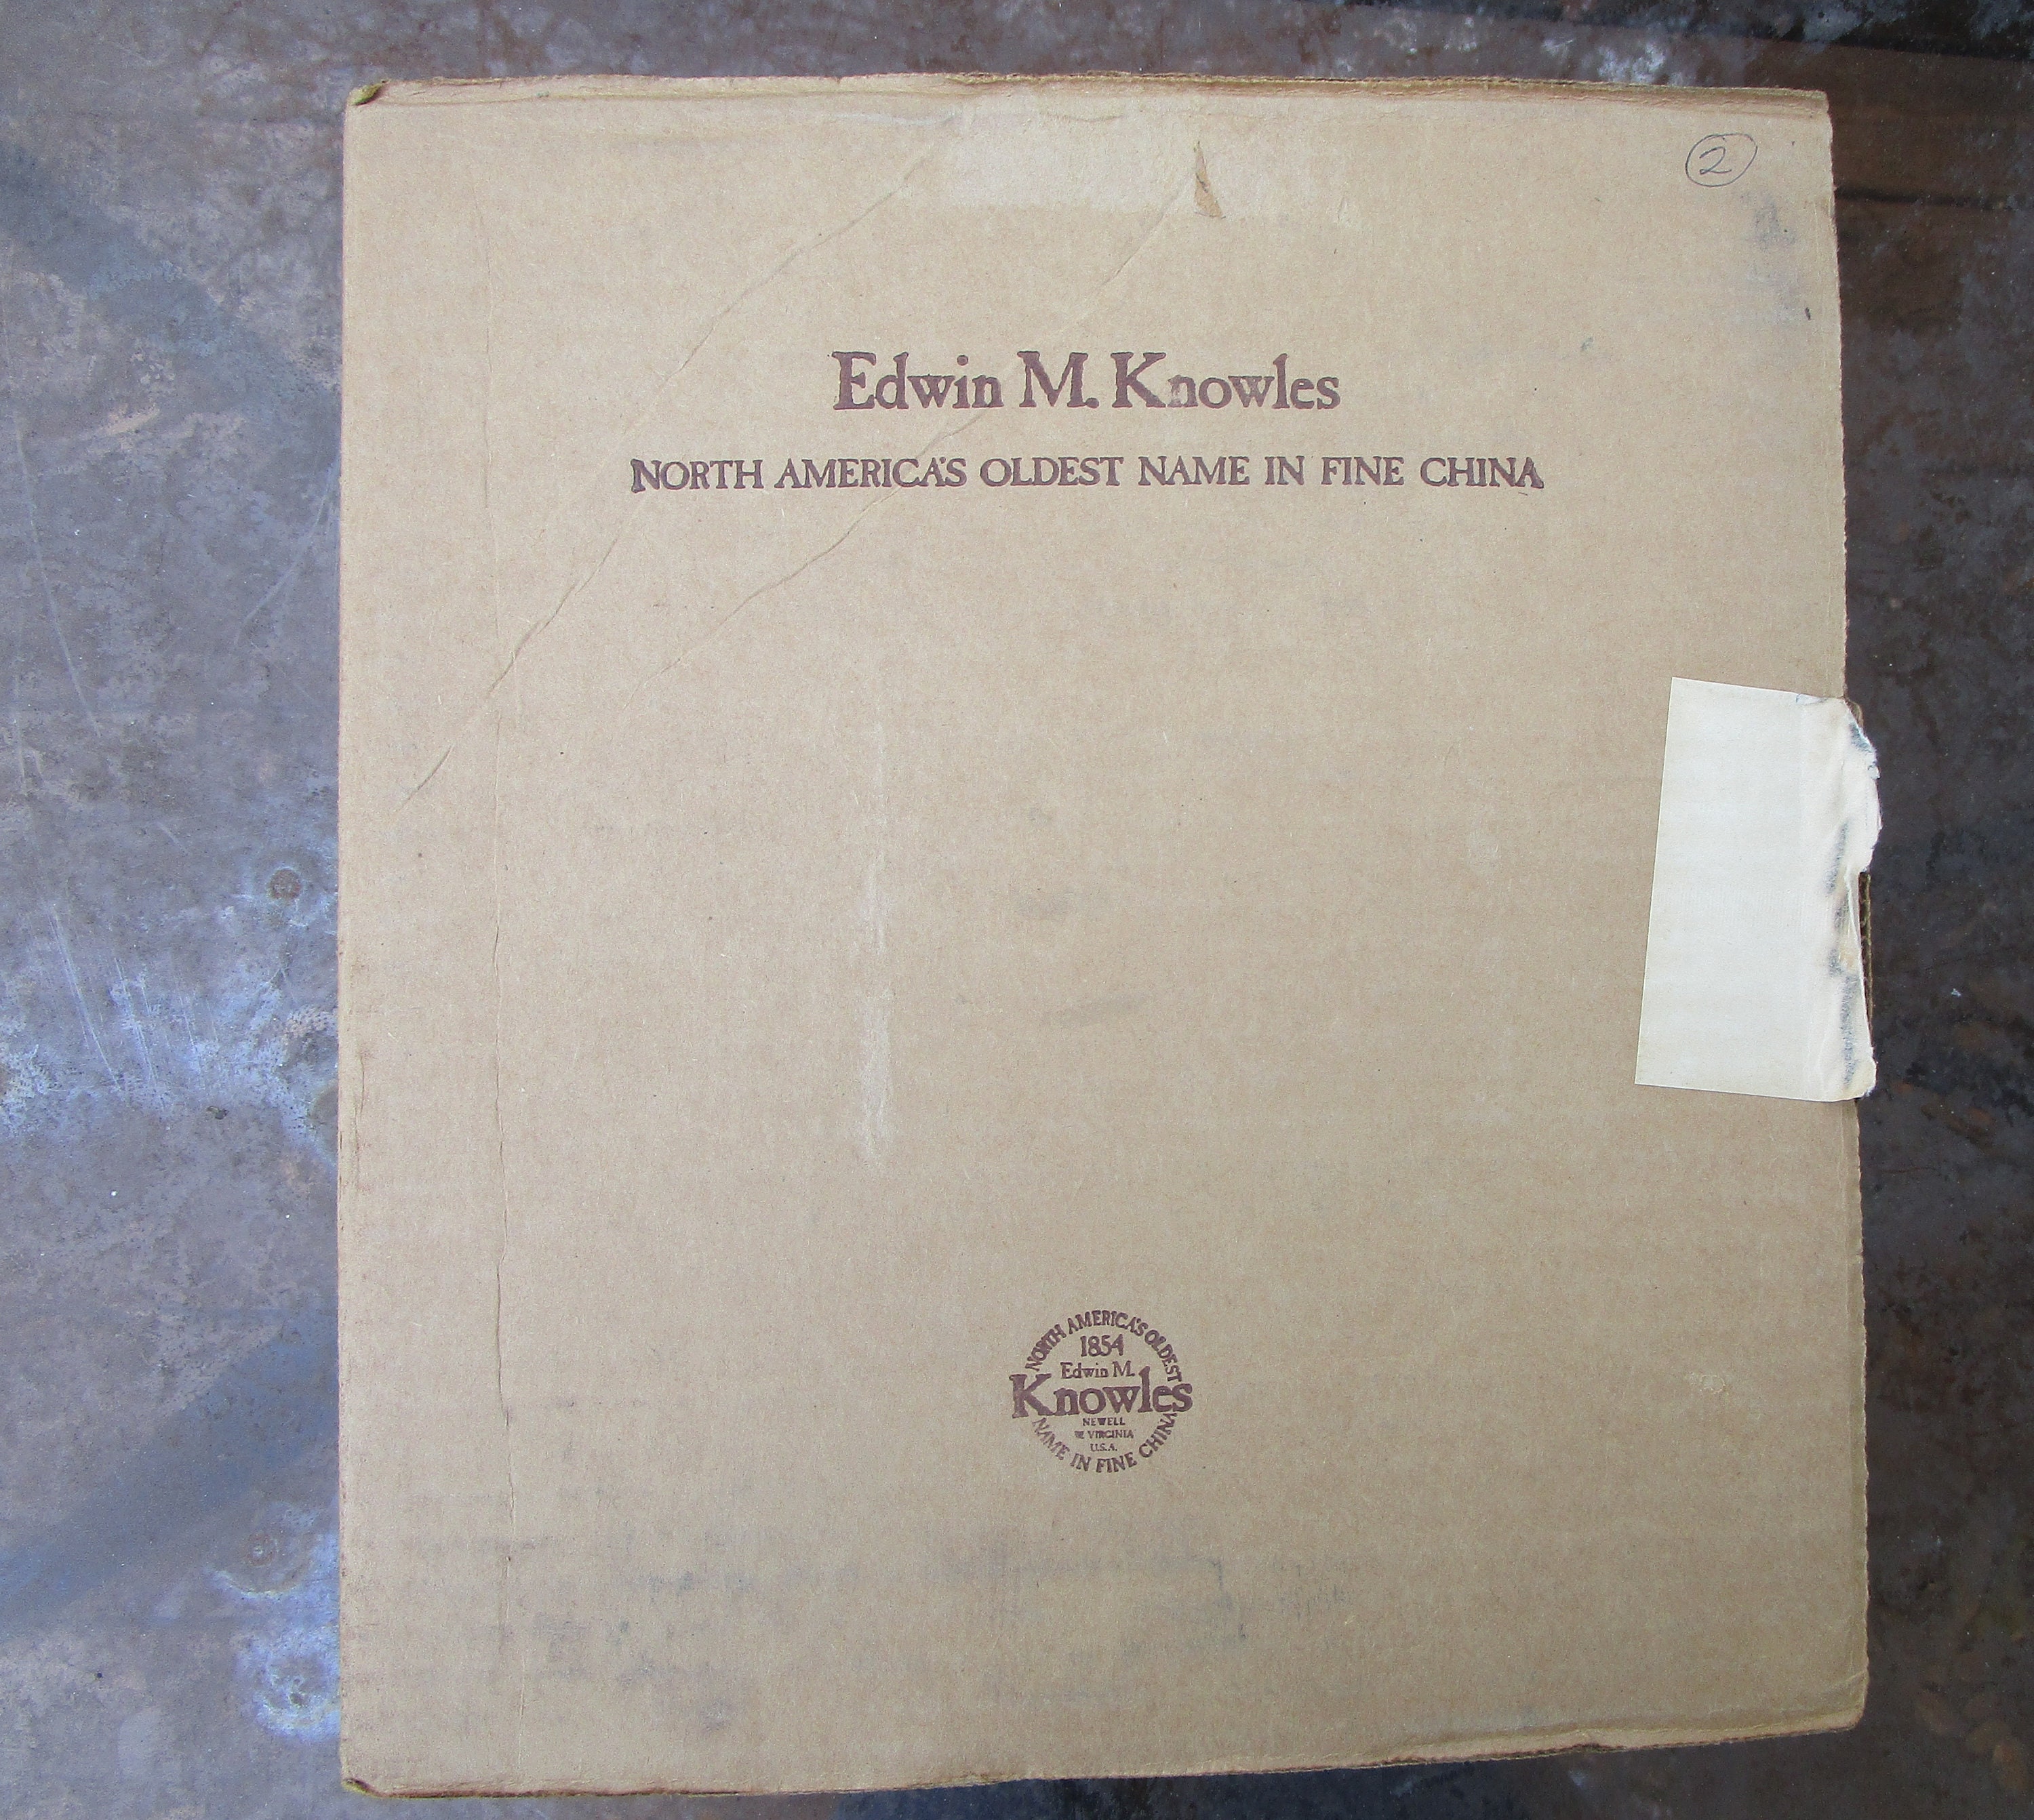 2
Edwin M. Knowles
NORTH AMERICA'S OLDEST NAME IN FINE CHINA
NORTH AMERICA'S OLDEST
1854
Edwin M.
Knowles
NEWELL
W VIRGINIA
U.S.A.
NAME IN FINE CHINA